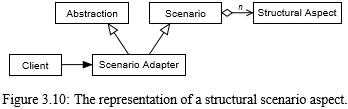 Abstraction
Scenario
n
Structural Aspect
Client
Scenario Adapter
Figure 3.10: The representation of a structural scenario aspect.